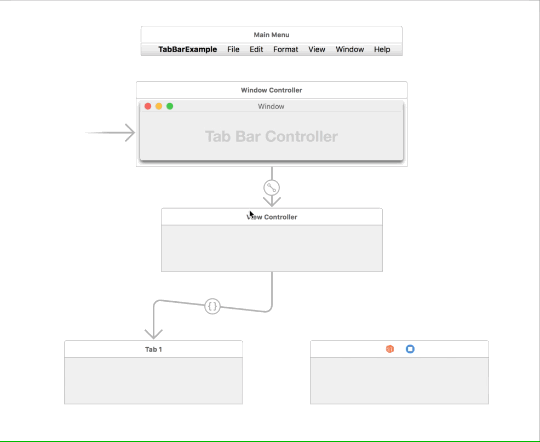 Main Menu
TabBarExample File Edit Format View Window Help
Window Controller
Window
Tab Bar Controller
View Controller
{}
Tab 1